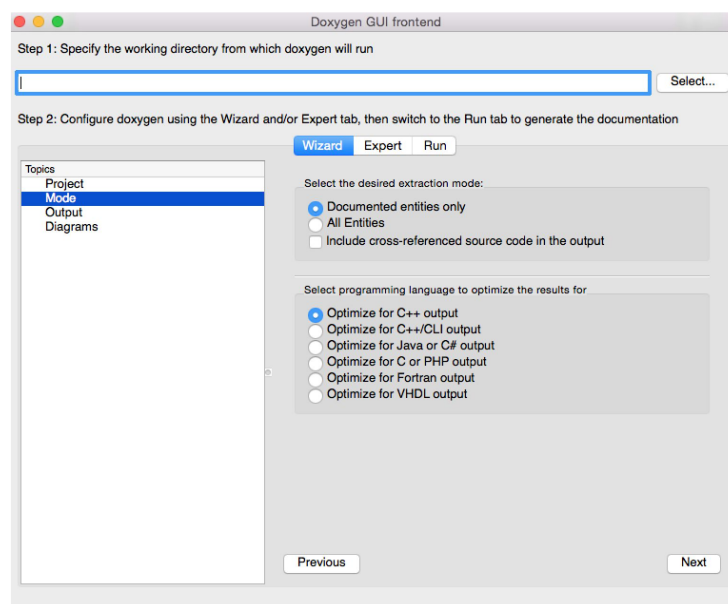 Doxygen GUI frontend
Step 1: Specify the working directory from which doxygen will run
Select...
Step 2: Configure doxygen using the Wizard and/or Expert tab, then switch to the Run tab to generate the documentation
Wizard Expert Run
Topics
Project
Mode
Output
Diagrams
Select the desired extraction mode:
Documented entities only
All Entities
Include cross-referenced source code in the output
Select programming language to optimize the results for
Optimize for C++ output
Optimize for C++/CLI output
Optimize for Java or C# output
Optimize for C or PHP output
Optimize for Fortran output
Optimize for VHDL output
Previous Next